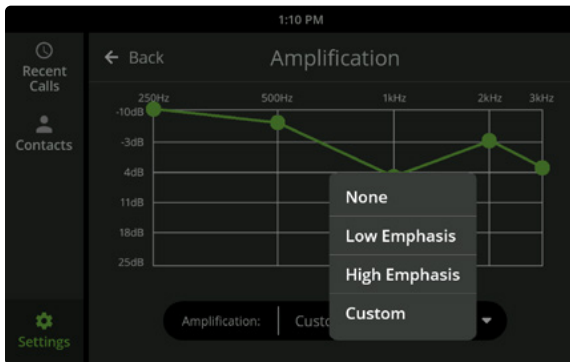 1:10 PM
Recent
Calls
Contacts
Settings
← Back
Amplification
250Hz 500Hz 1kHz 2kHz 3kHz
-10dB
-3dB
4dB
11dB
18dB
25dB
None
Low Emphasis
High Emphasis
Custom
Amplification: Custo